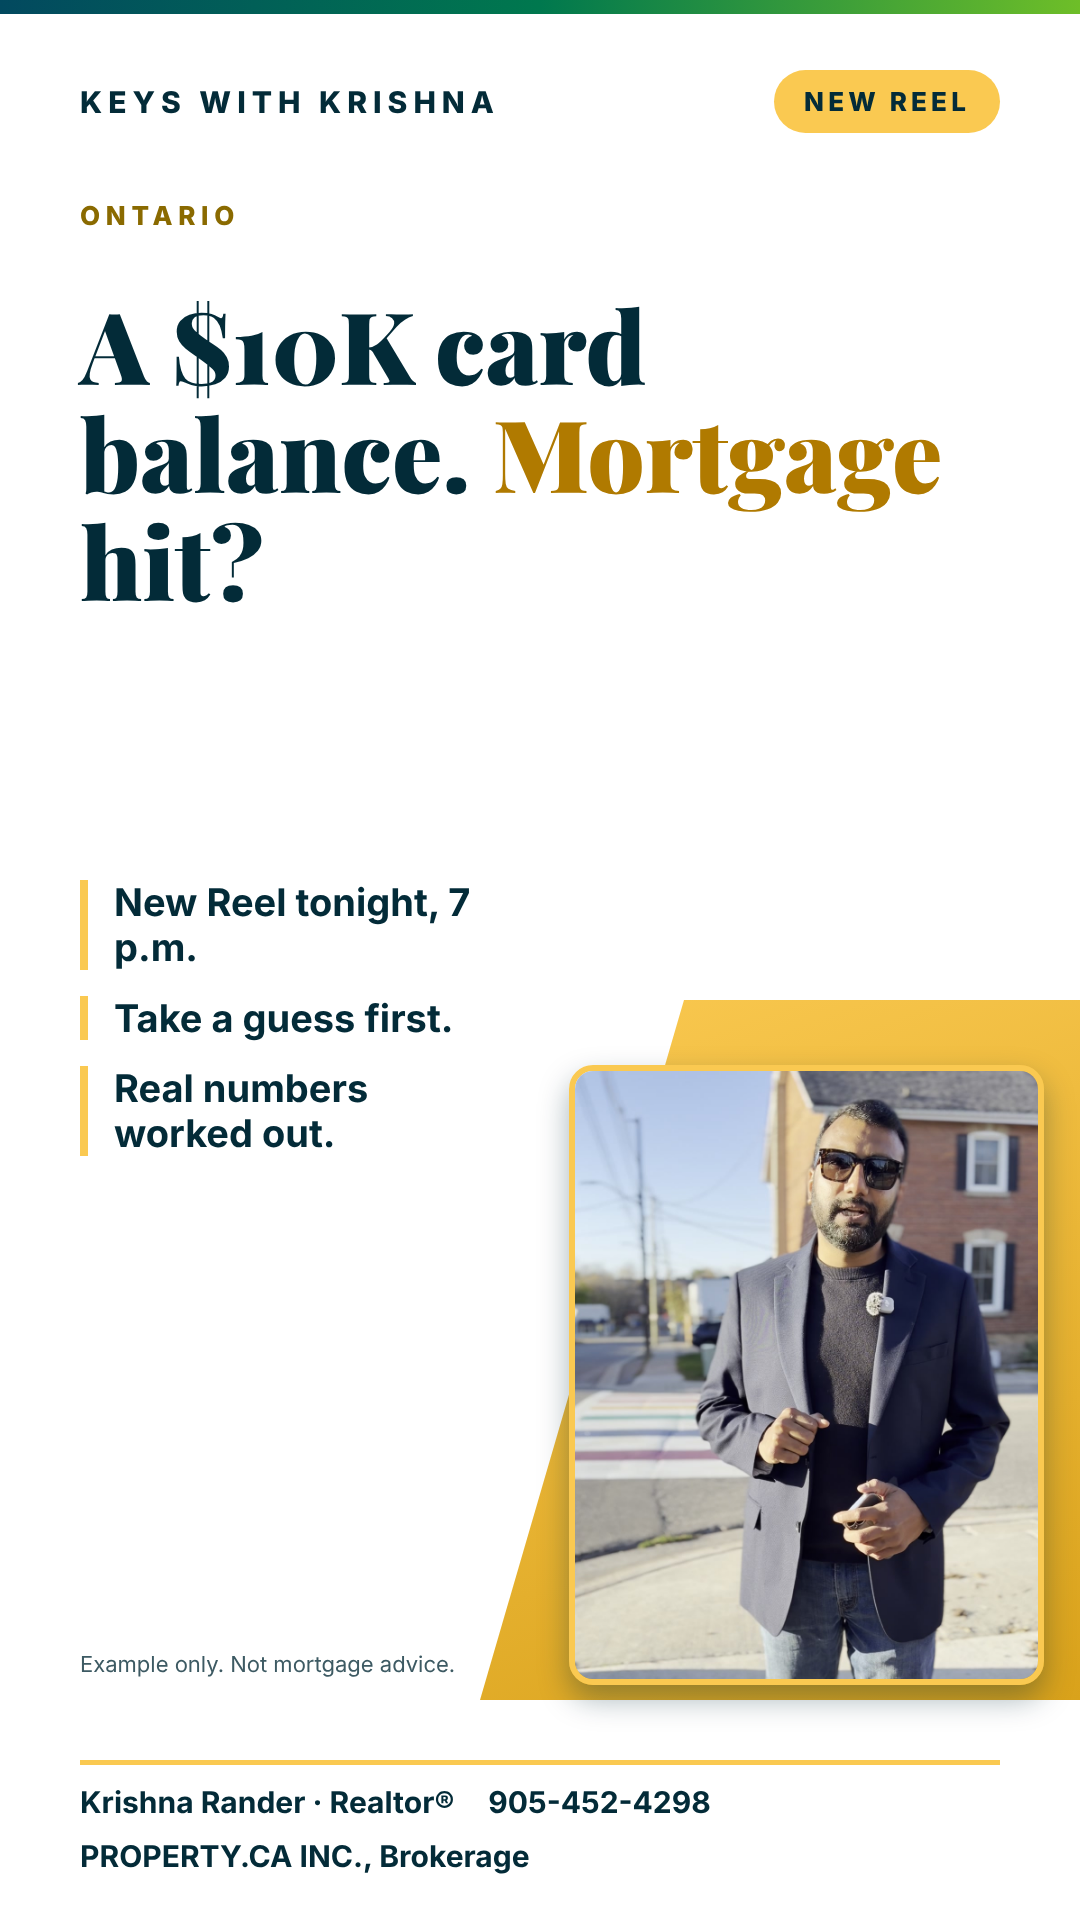 KEYS WITH KRISHNA
NEW REEL
ONTARIO
A $10K card
balance. Mortgage
hit?
New Reel tonight, 7
p.m.
Take a guess first.
Real numbers
worked out.
Example only. Not mortgage advice.
Krishna Rander · Realtor® 905-452-4298
PROPERTY.CA INC., Brokerage